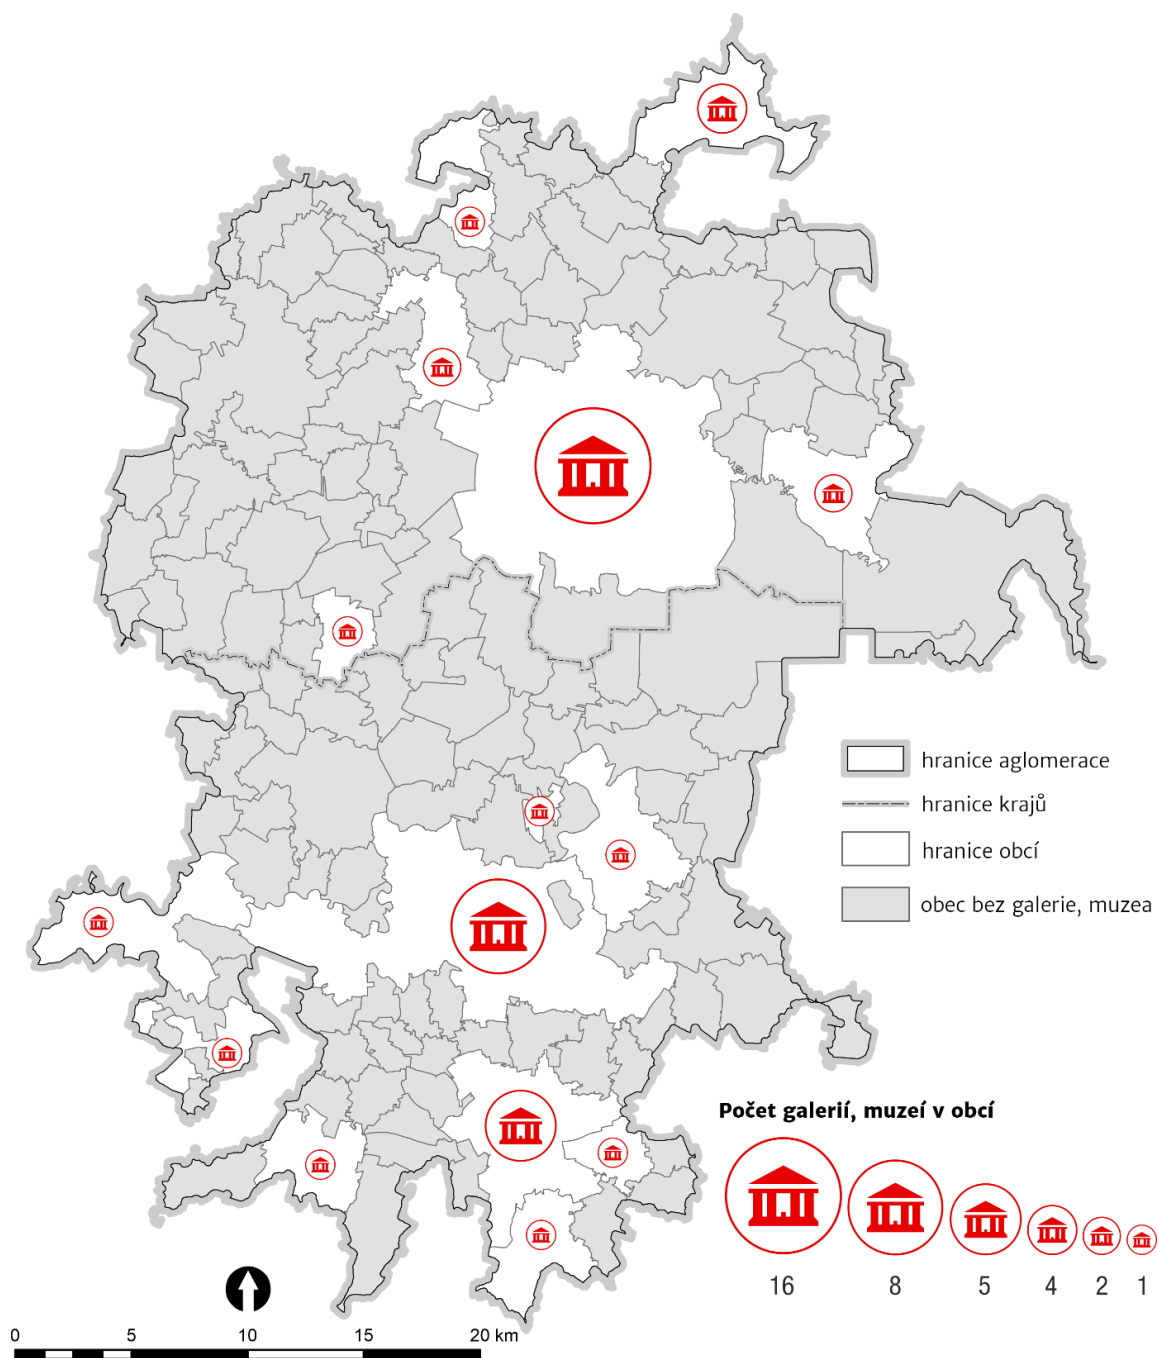 hranice aglomerace
hranice krajů
hranice obcí
obec bez galerie, muzea
Počet galerií, muzeí v obcí
16 8 5 4 2 1
0 5 10 15 20 km